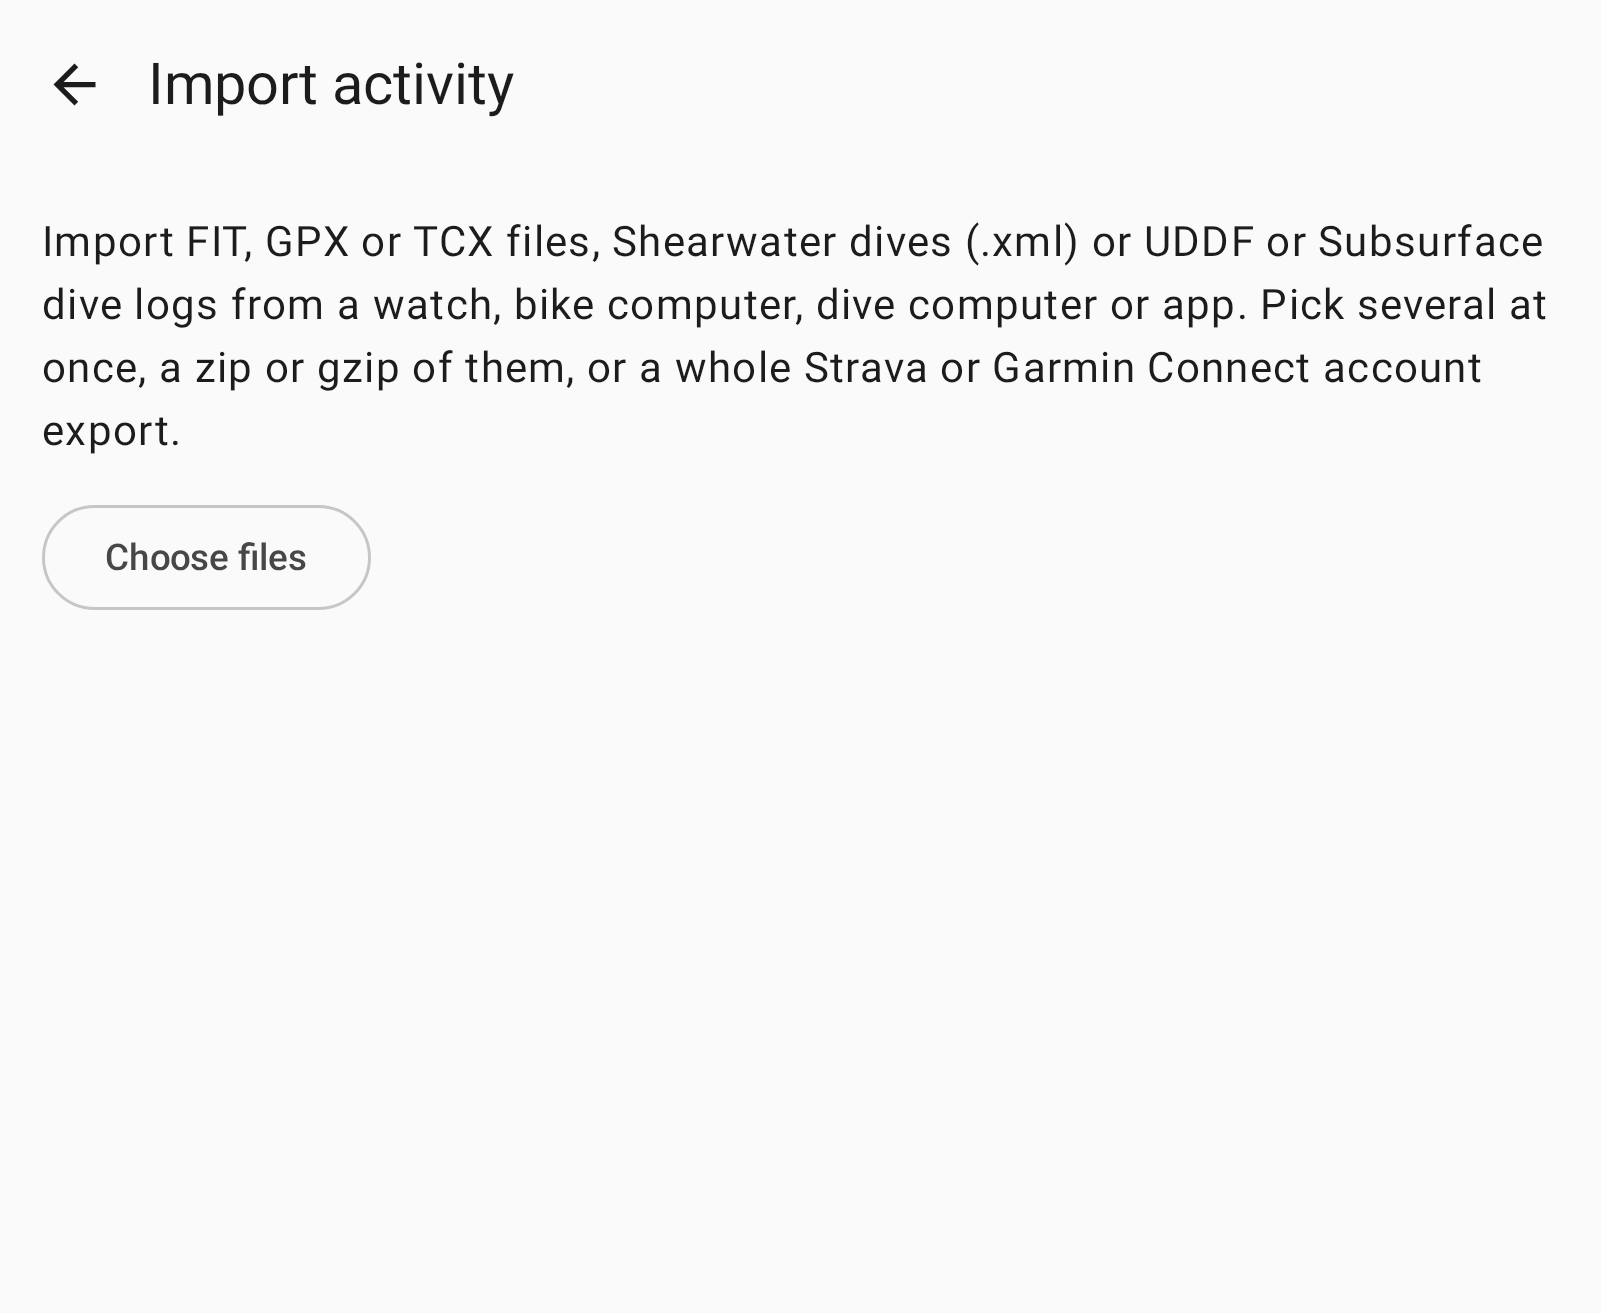 Import activity
Import FIT, GPX or TCX files, Shearwater dives (.xml) or UDDF or Subsurface
dive logs from a watch, bike computer, dive computer or app. Pick several at
once, a zip or gzip of them, or a whole Strava or Garmin Connect account
export.
Choose files